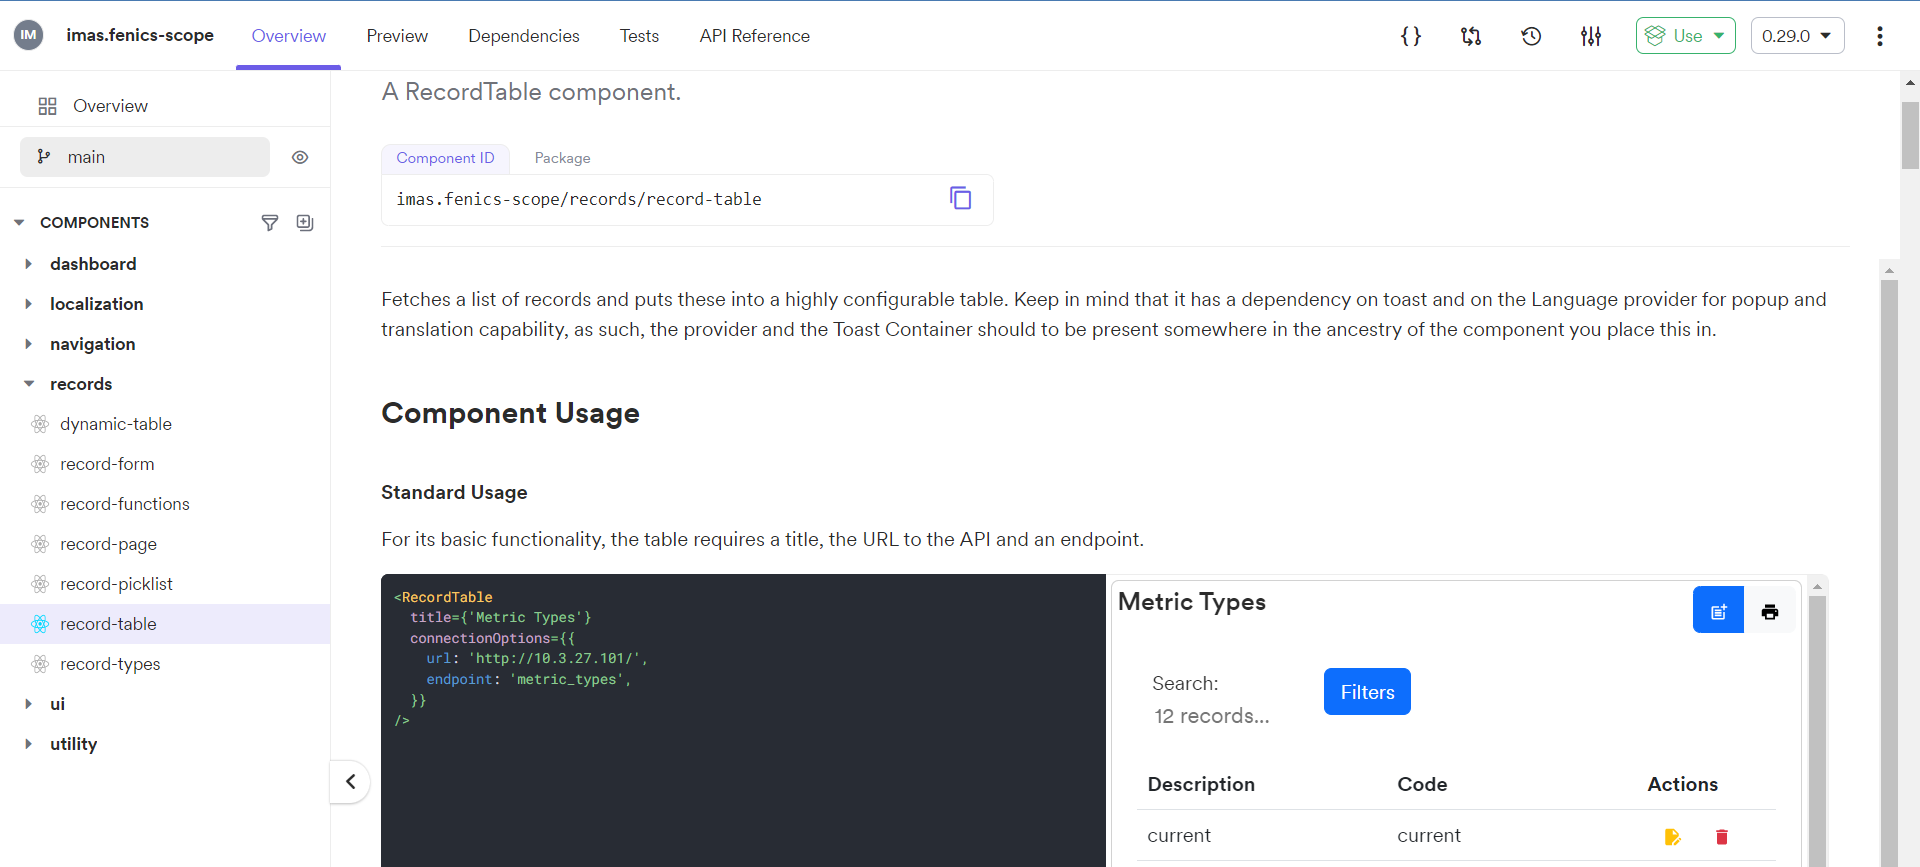 IM imas.fenics-scope Overview Preview Dependencies Tests API Reference { } Use 0.29.0
Overview
main
COMPONENTS
dashboard
localization
navigation
records
dynamic-table
record-form
record-functions
record-page
record-picklist
record-table
record-types
ui
utility
A RecordTable component.
Component ID Package
imas.fenics-scope/records/record-table
Fetches a list of records and puts these into a highly configurable table. Keep in mind that it has a dependency on toast and on the Language provider for popup and
translation capability, as such, the provider and the Toast Container should to be present somewhere in the ancestry of the component you place this in.
Component Usage
Standard Usage
For its basic functionality, the table requires a title, the URL to the API and an endpoint.
<RecordTable
title={'Metric Types'}
connectionOptions={{
url: 'http://10.3.27.101/',
endpoint: 'metric_types',
}}
/>
Metric Types
Search:
12 records...
Filters
Description Code Actions
current current